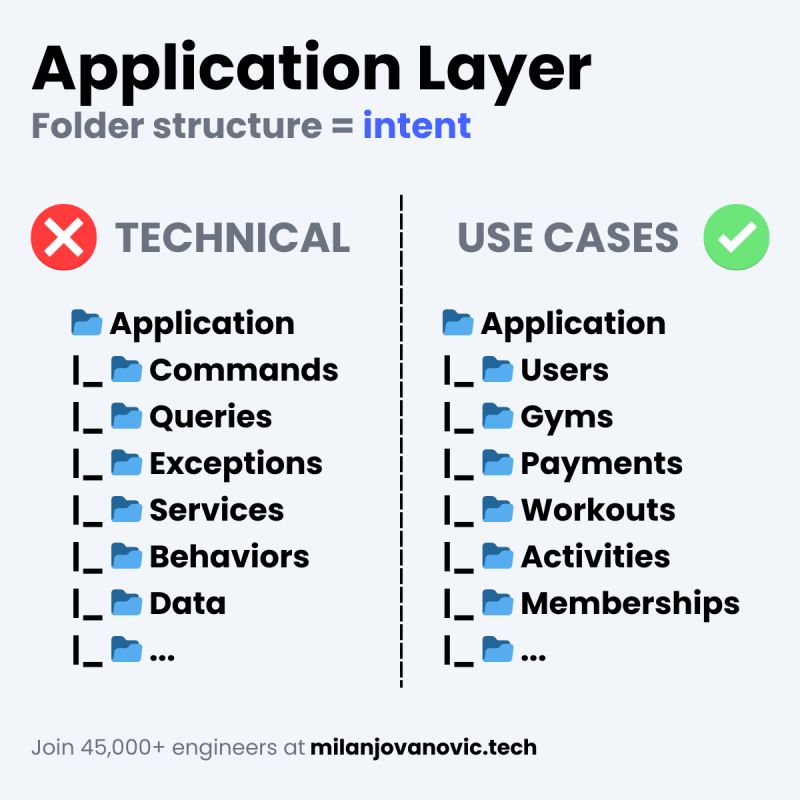 Application Layer
Folder structure = intent
TECHNICAL
Application
|_ Commands
|_ Queries
|_ Exceptions
|_ Services
|_ Behaviors
|_ Data
|_ ...
USE CASES
Application
|_ Users
|_ Gyms
|_ Payments
|_ Workouts
|_ Activities
|_ Memberships
|_ ...
Join 45,000+ engineers at milanjovanovic.tech